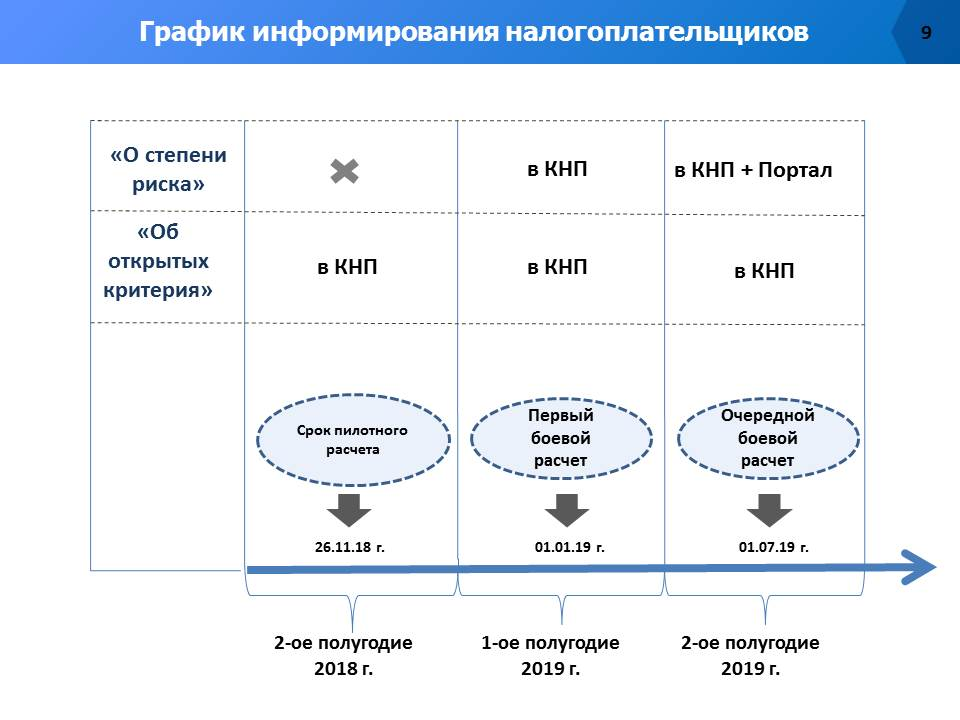 График информирования налогоплательщиков
9
«О степени
риска»
в КНП
в КНП + Портал
«Об
открытых
критерия»
в КНП
в КНП
в КНП
Срок пилотного
расчета
Первый
боевой
расчет
Очередной
боевой
расчет
26.11.18 г.
01.01.19 г.
01.07.19 г.
2-ое полугодие
2018 г.
1-ое полугодие
2019 г.
2-ое полугодие
2019 г.